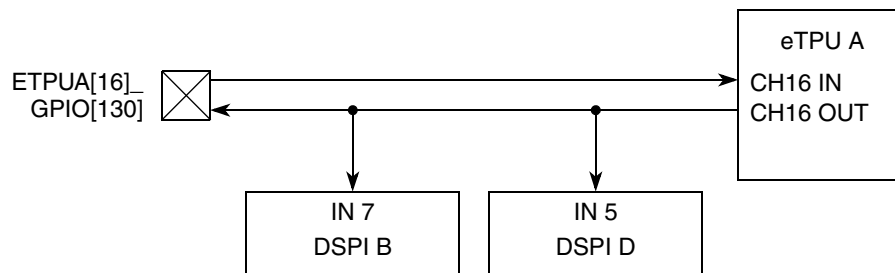 eTPU A
ETPUA[16]_
GPIO[130]
CH16 IN
CH16 OUT
IN 7
DSPI B
IN 5
DSPI D